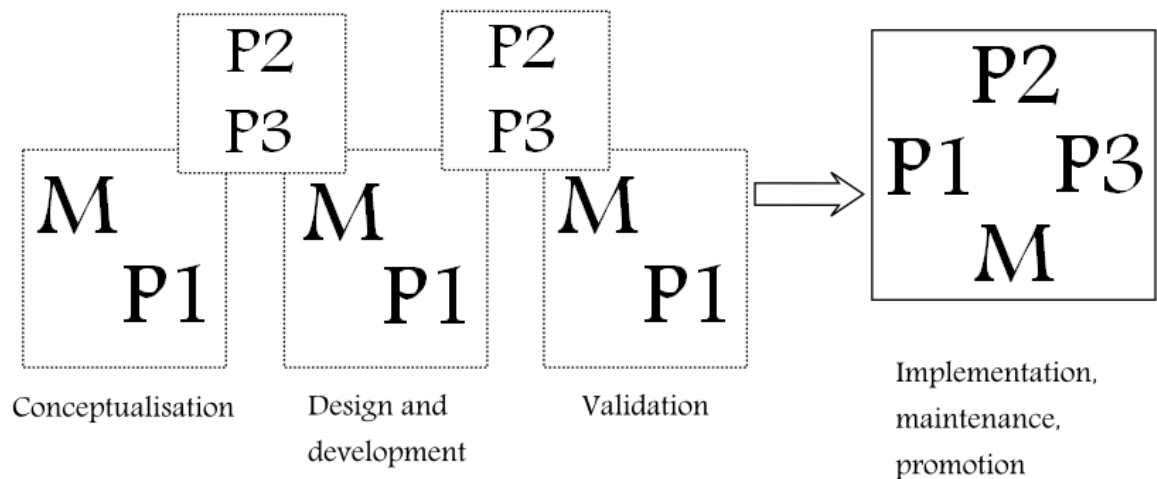 P2
P3
M
P1
Conceptualisation
P2
P3
M
P1
Design and
development
M
P1
Validation
P2
P1 P3
M
Implementation,
maintenance,
promotion